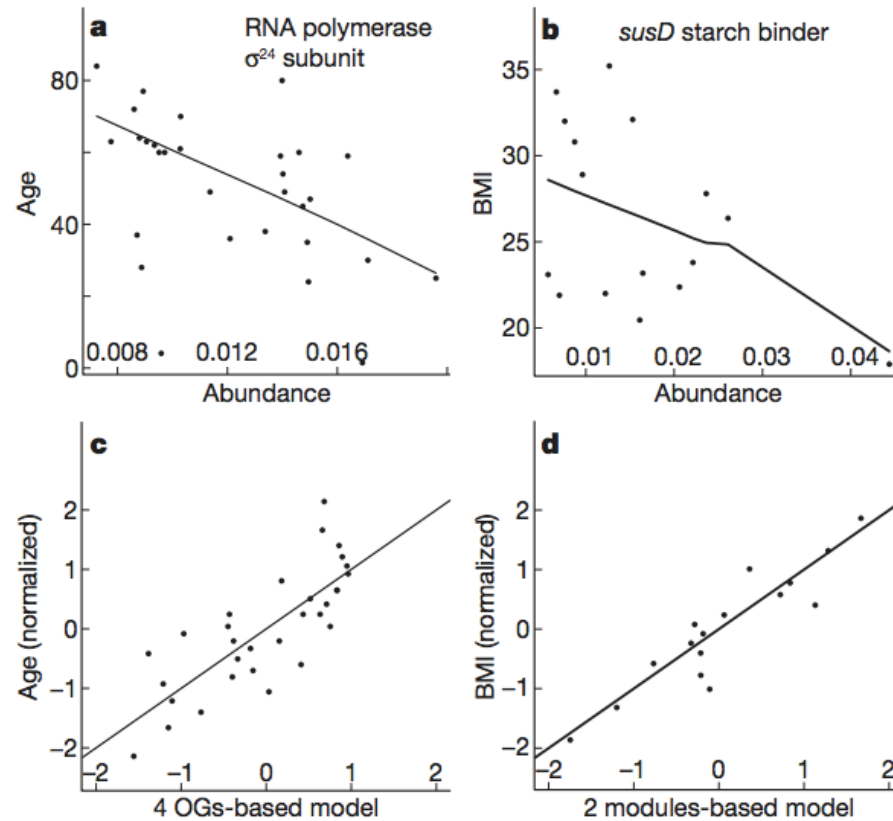 a
RNA polymerase
σ24 subunit
80
40
0
Age
0.008 0.012 0.016
Abundance
b
susD starch binder
35
30
25
20
BMI
0.01 0.02 0.03 0.04
Abundance
c
2
1
0
−1
−2
Age (normalized)
−2 −1 0 1 2
4 OGs-based model
d
2
1
0
−1
−2
BMI (normalized)
−2 −1 0 1 2
2 modules-based model